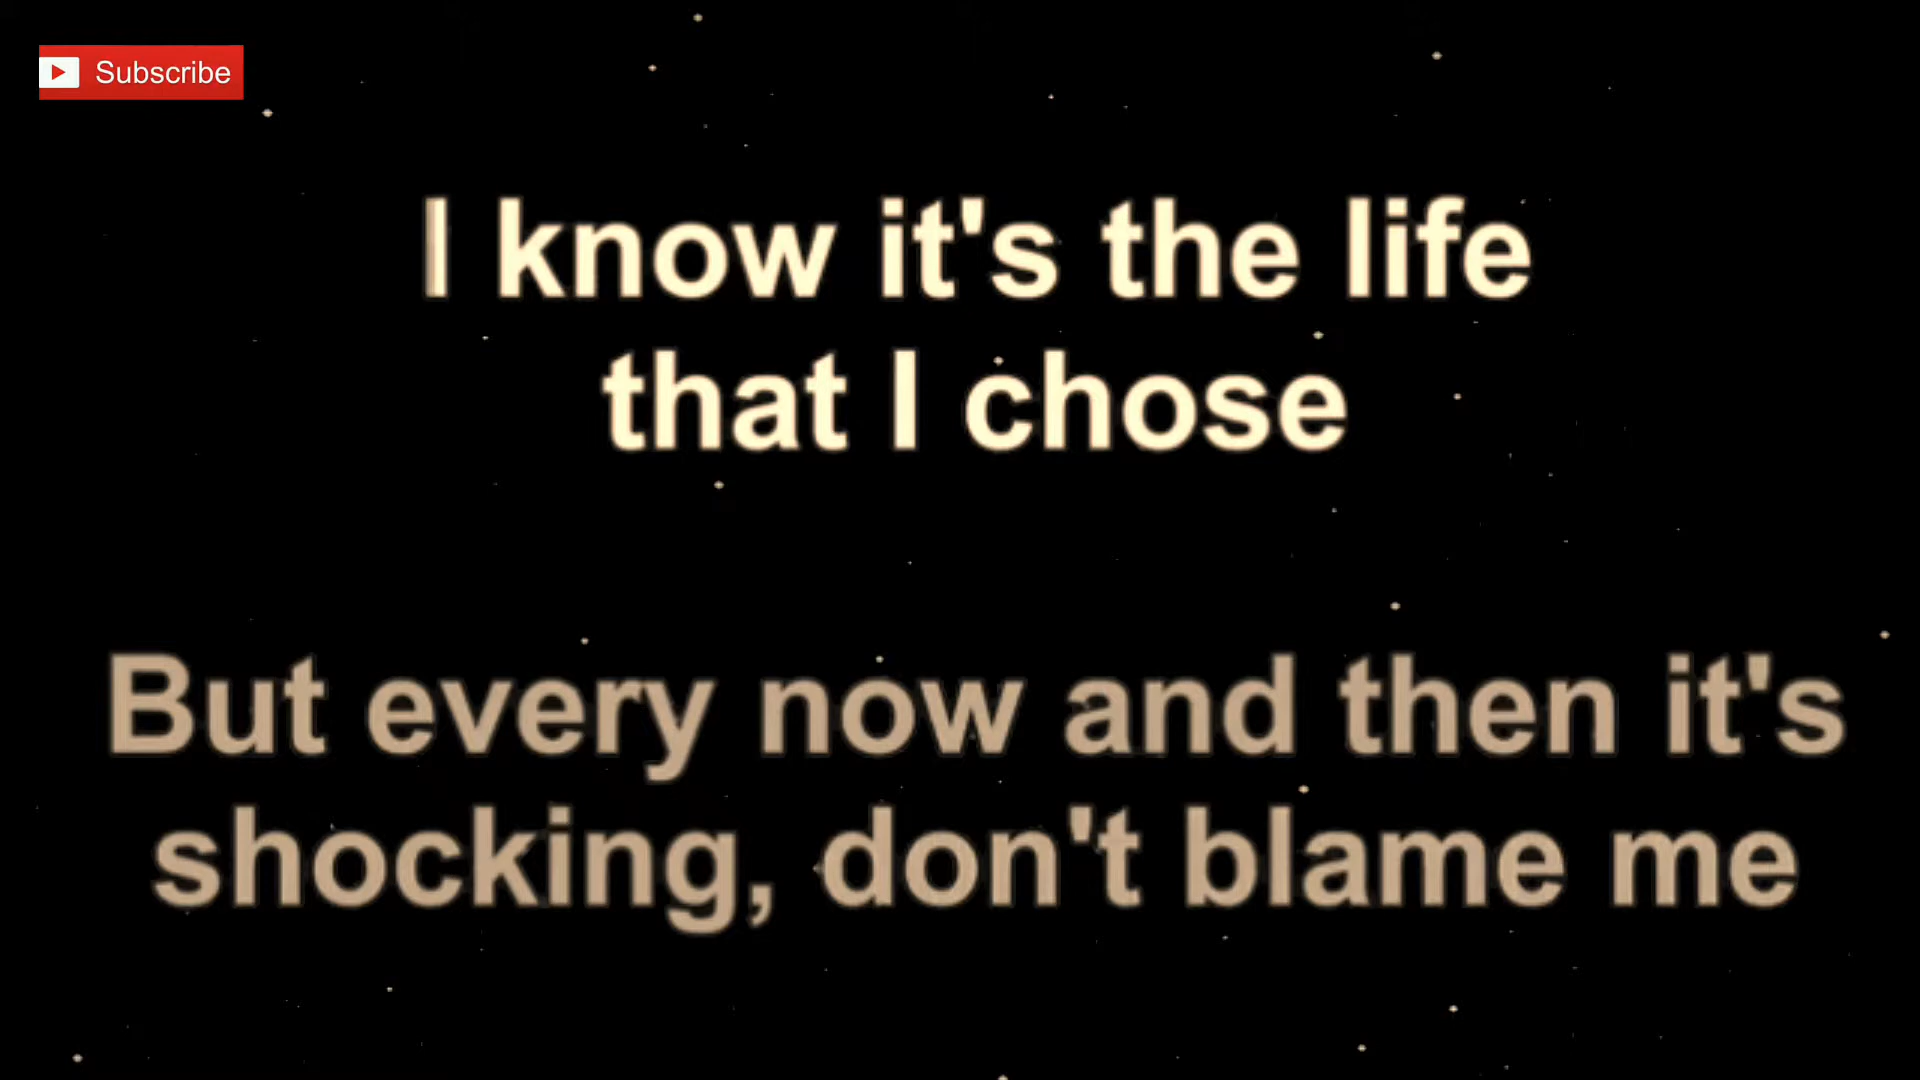 Subscribe
I know it's the life
that I chose
But every now and then it's
shocking, don't blame me